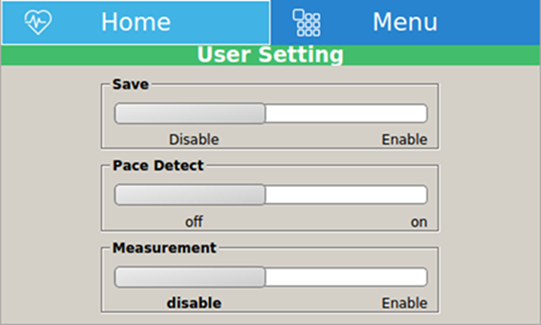 Home Menu
User Setting
Save
Disable Enable
Pace Detect
off on
Measurement
disable Enable